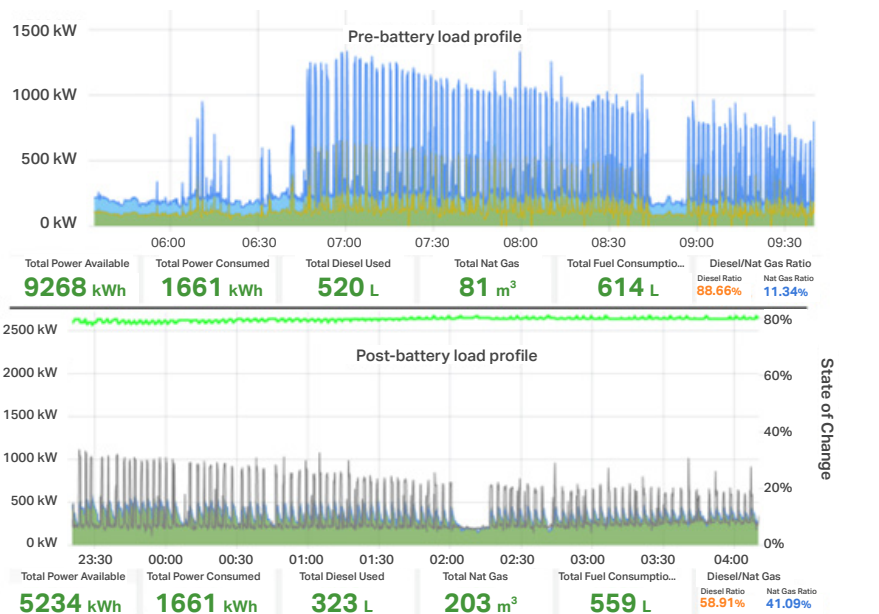 1500 kW
Pre-battery load profile
1000 kW
500 kW
0 kW
06:00 06:30 07:00 07:30 08:00 08:30 09:00 09:30
Total Power Available Total Power Consumed Total Diesel Used Total Nat Gas Total Fuel Consumptio... Diesel/Nat Gas Ratio
Diesel Ratio Nat Gas Ratio
9268 kWh 1661 kWh 520 L 81 m³ 614 L 88.66% 11.34%
80%
2500 kW
Post-battery load profile
2000 kW
60%
1500 kW
40%
1000 kW
20%
500 kW
0 kW
0%
State of Change
23:30 00:00 00:30 01:00 01:30 02:00 02:30 03:00 03:30 04:00
Total Power Available Total Power Consumed Total Diesel Used Total Nat Gas Total Fuel Consumptio... Diesel/Nat Gas
Diesel Ratio Nat Gas Ratio
5234 kWh 1661 kWh 323 L 203 m³ 559 L 58.91% 41.09%